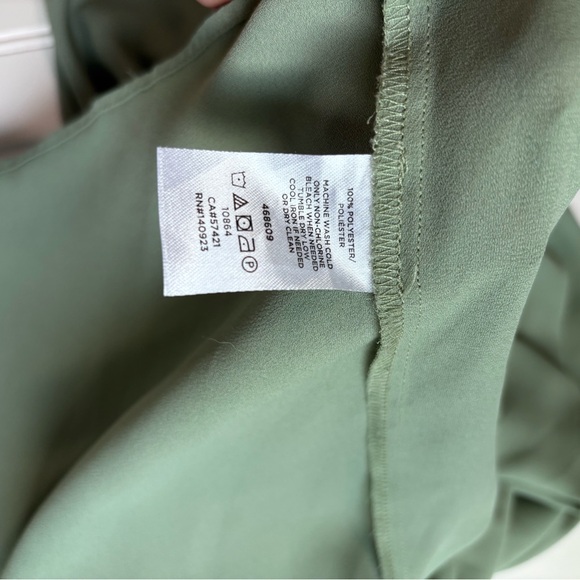 100% POLYESTER/
POLIÉSTER
MACHINE WASH COLD
ONLY NON-CHLORINE
BLEACH WHEN NEEDED
TUMBLE DRY LOW
COOL IRON IF NEEDED
OR DRY CLEAN
468609
P
10864
CA#57421
RN#140923